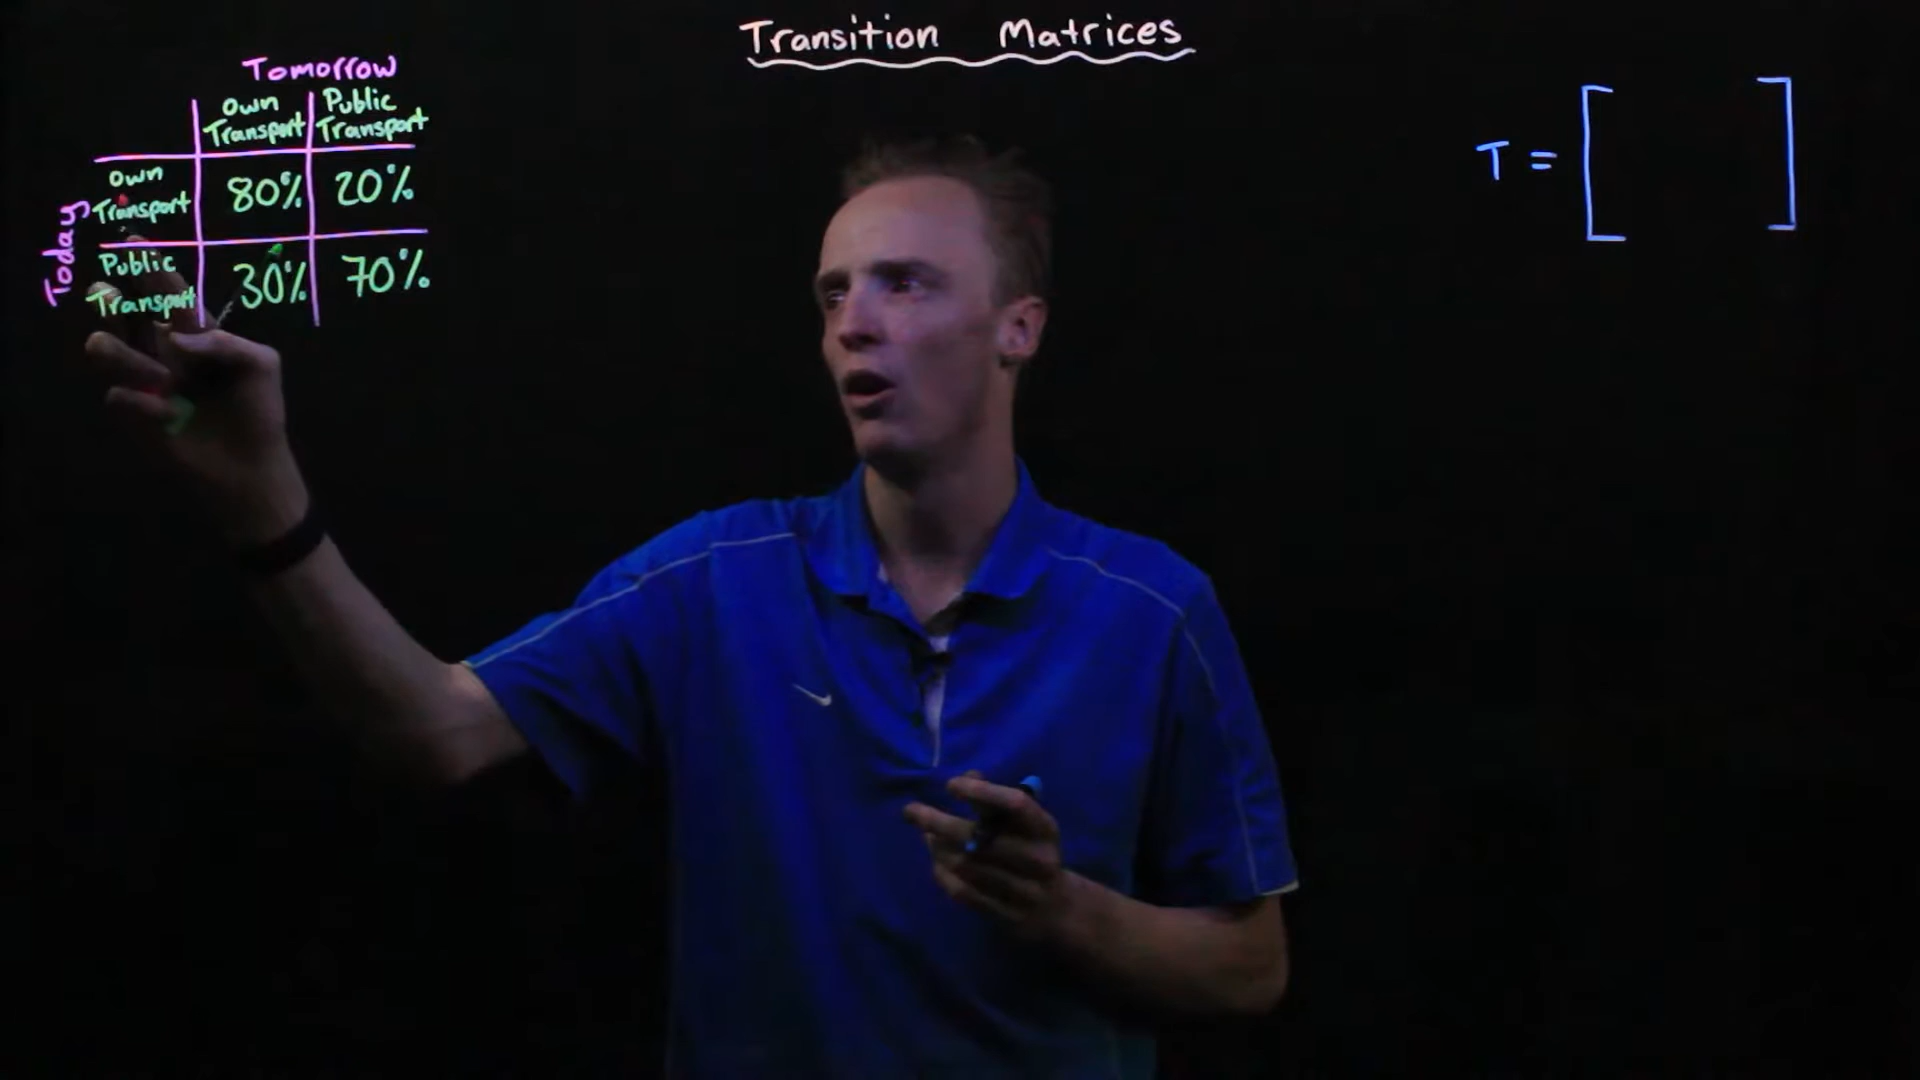 Transition Matrices
Tomorrow
Own Transport
Public Transport
Today
Own Transport
80%
20%
Public Transport
30%
70%
T =